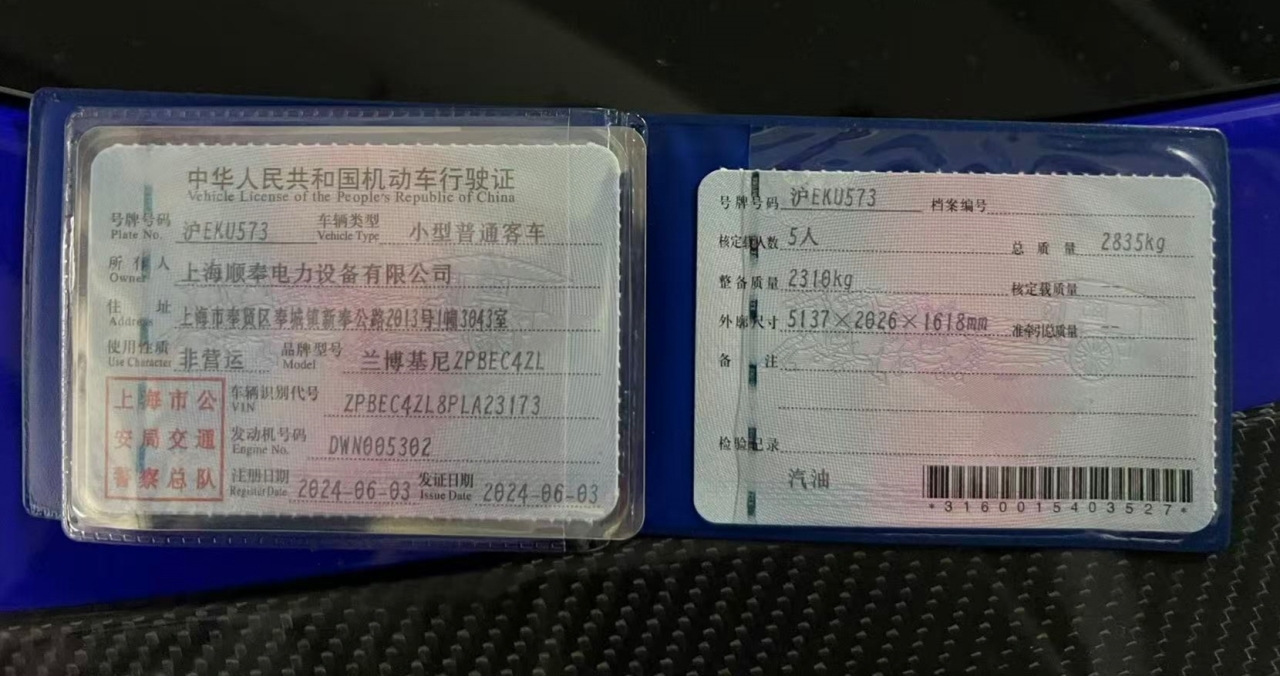 中华人民共和国机动车行驶证
Vehicle License of the People's Republic of China
号牌号码 Plate No. 沪EKU573 车辆类型 Vehicle Type 小型普通客车
所有人 Owner 上海顺奉电力设备有限公司
住址 Address 上海市奉贤区奉城镇新奉公路2013号1幢3043室
使用性质 Use Character 非营运 品牌型号 Model 兰博基尼ZPBEC4ZL
车辆识别代号 VIN ZPBEC4ZL8PLA23173
发动机号码 Engine No. DWN005302
注册日期 Register Date 2024-06-03 发证日期 Issue Date 2024-06-03
上海市公
安局交通
警察总队
号牌号码 沪EKU573 档案编号
核定载人数 5人 总质量 2835kg
整备质量 2310kg 核定载质量
外廓尺寸 5137×2026×1618mm 准牵引总质量 --
备注
检验记录
汽油
*3160015403527*